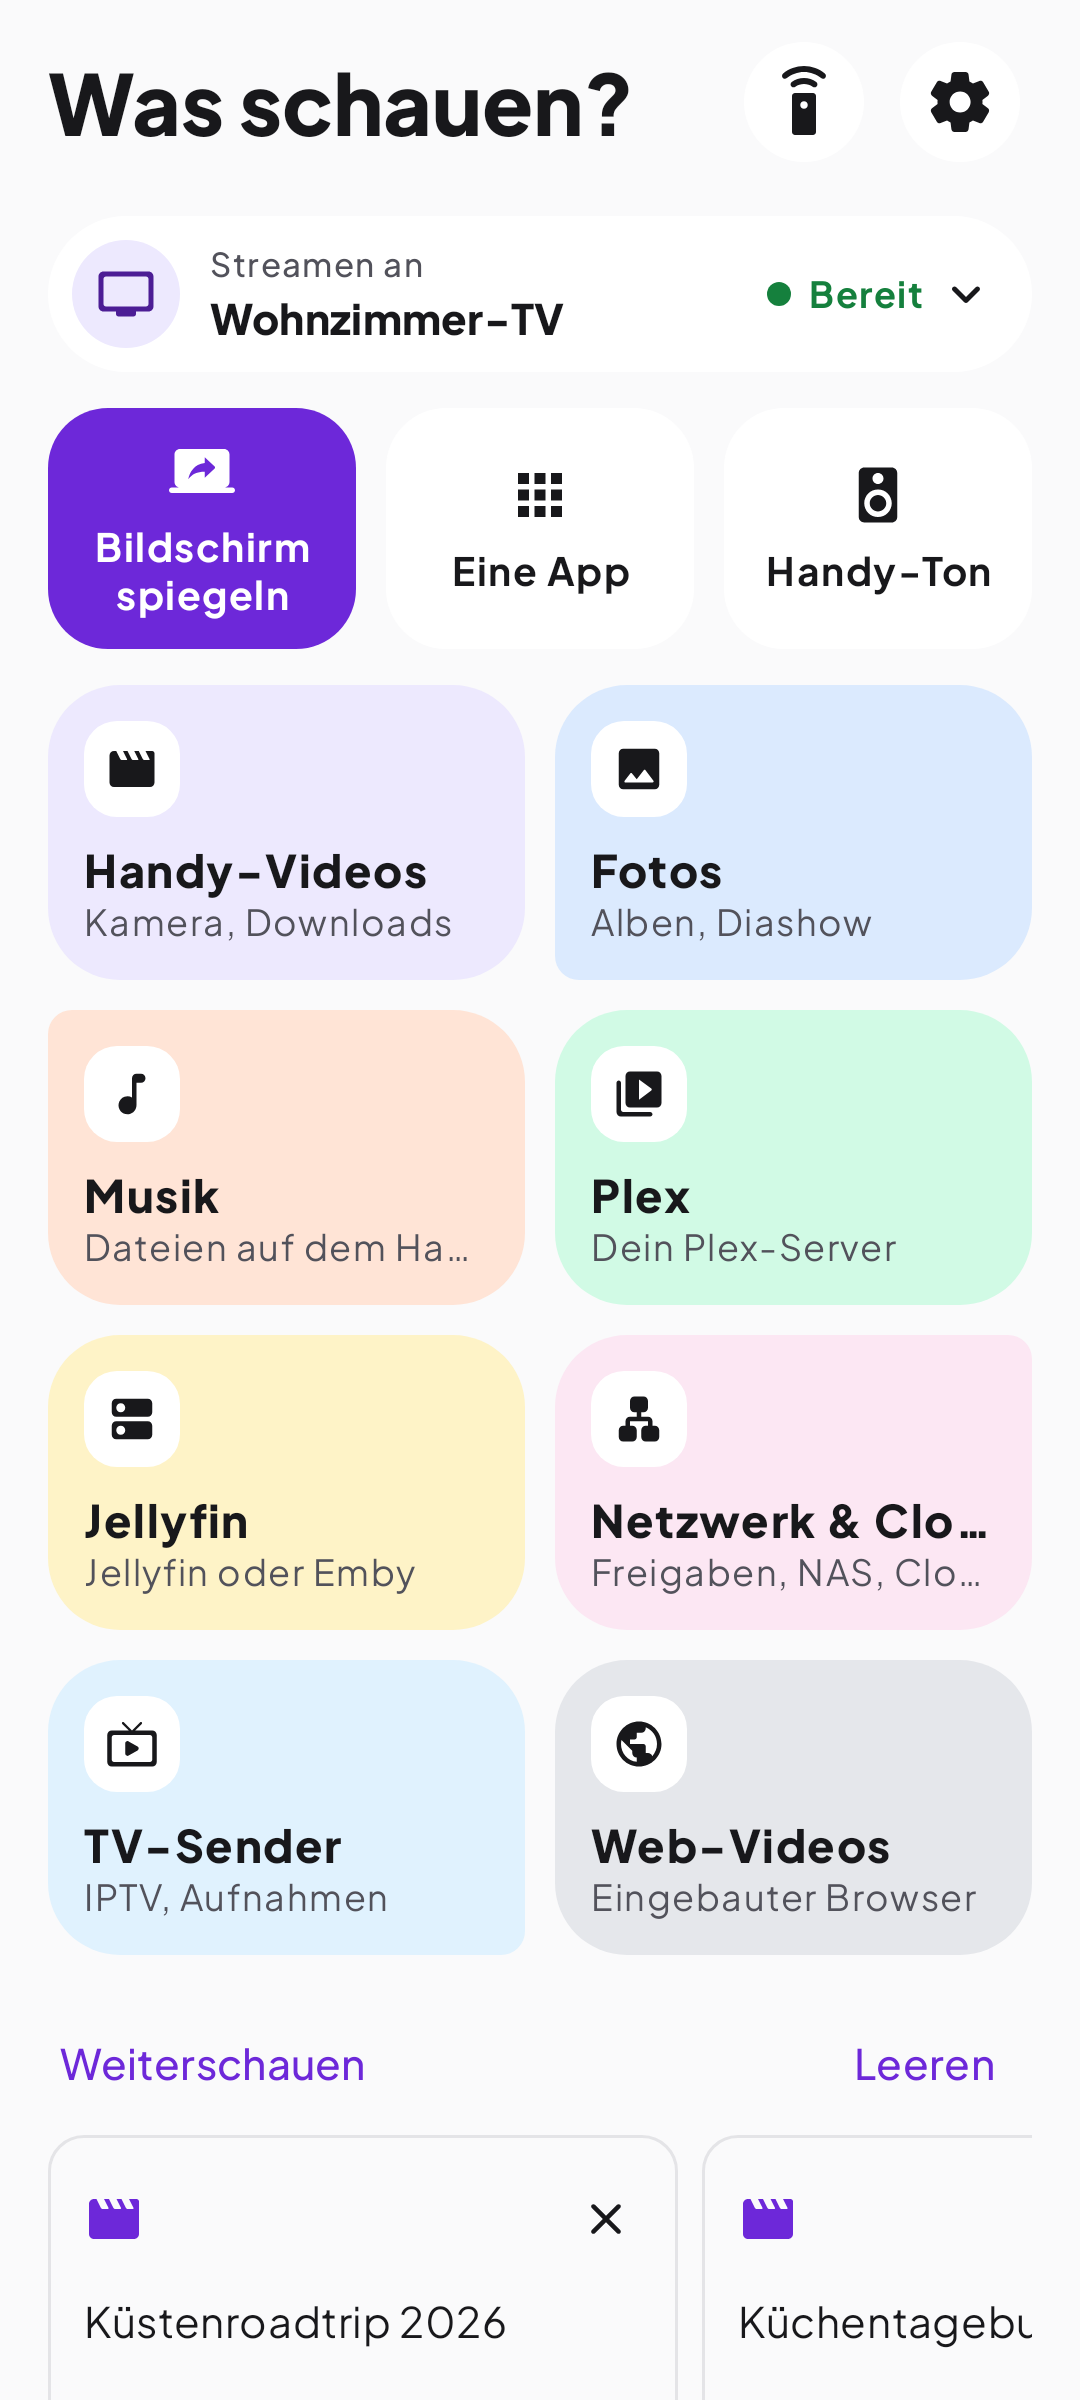 Was schauen?
Streamen an
Wohnzimmer-TV
Bereit
Bildschirm
spiegeln
Eine App
Handy-Ton
Handy-Videos
Kamera, Downloads
Fotos
Alben, Diashow
Musik
Dateien auf dem Ha…
Plex
Dein Plex-Server
Jellyfin
Jellyfin oder Emby
Netzwerk & Clo…
Freigaben, NAS, Clo…
TV-Sender
IPTV, Aufnahmen
Web-Videos
Eingebauter Browser
Weiterschauen
Leeren
Küstenroadtrip 2026
Küchentagebu